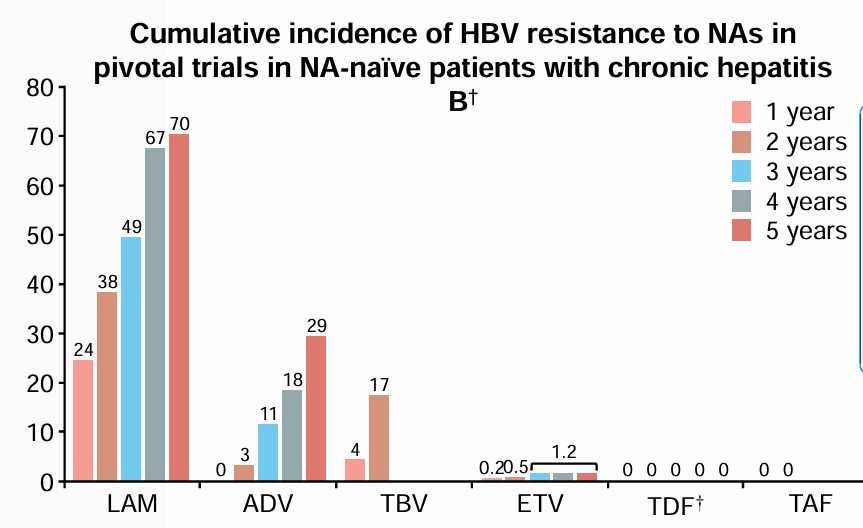 Cumulative incidence of HBV resistance to NAs in
pivotal trials in NA-naïve patients with chronic hepatitis
B†
1 year
2 years
3 years
4 years
5 years
80
70
60
50
40
30
20
10
0
24
38
49
67
70
0
3
11
18
29
4
17
0.2
0.5
1.2
0 0 0 0 0
0 0
LAM ADV TBV ETV TDF† TAF